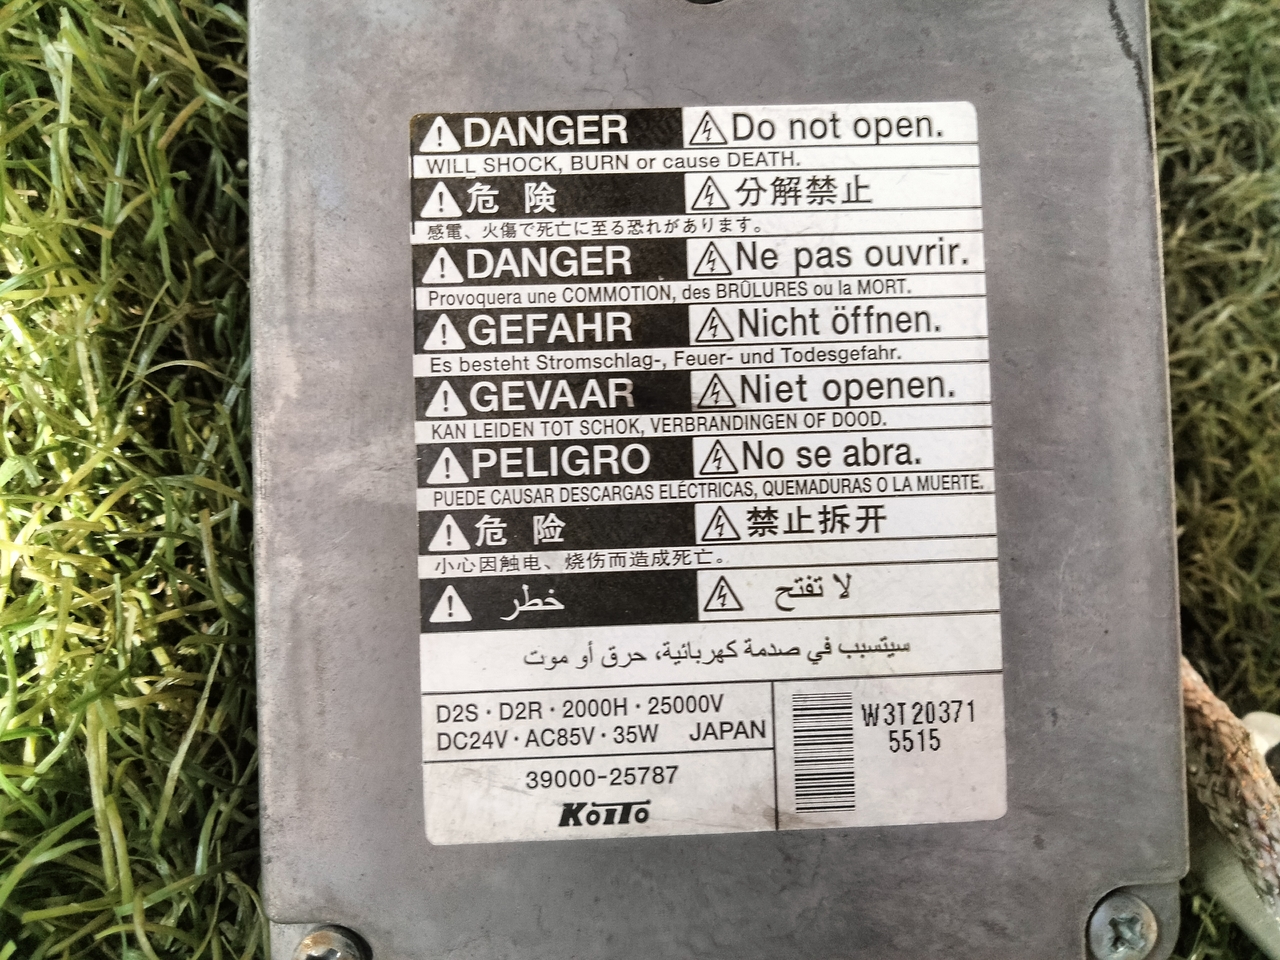 DANGER Do not open.
WILL SHOCK, BURN or cause DEATH.
危 険 分解禁止
感電、火傷で死亡に至る恐れがあります。
DANGER Ne pas ouvrir.
Provoquera une COMMOTION, des BRÛLURES ou la MORT.
GEFAHR Nicht öffnen.
Es besteht Stromschlag-, Feuer- und Todesgefahr.
GEVAAR Niet openen.
KAN LEIDEN TOT SCHOK, VERBRANDINGEN OF DOOD.
PELIGRO No se abra.
PUEDE CAUSAR DESCARGAS ELÉCTRICAS, QUEMADURAS O LA MUERTE.
危 险 禁止拆开
小心因触电、烧伤而造成死亡。
خطر لا تفتح
سيتسبب في صدمة كهربائية، حرق أو موت
D2S · D2R · 2000H · 25000V
DC24V · AC85V · 35W JAPAN
39000-25787
KOITO
W3T20371
5515